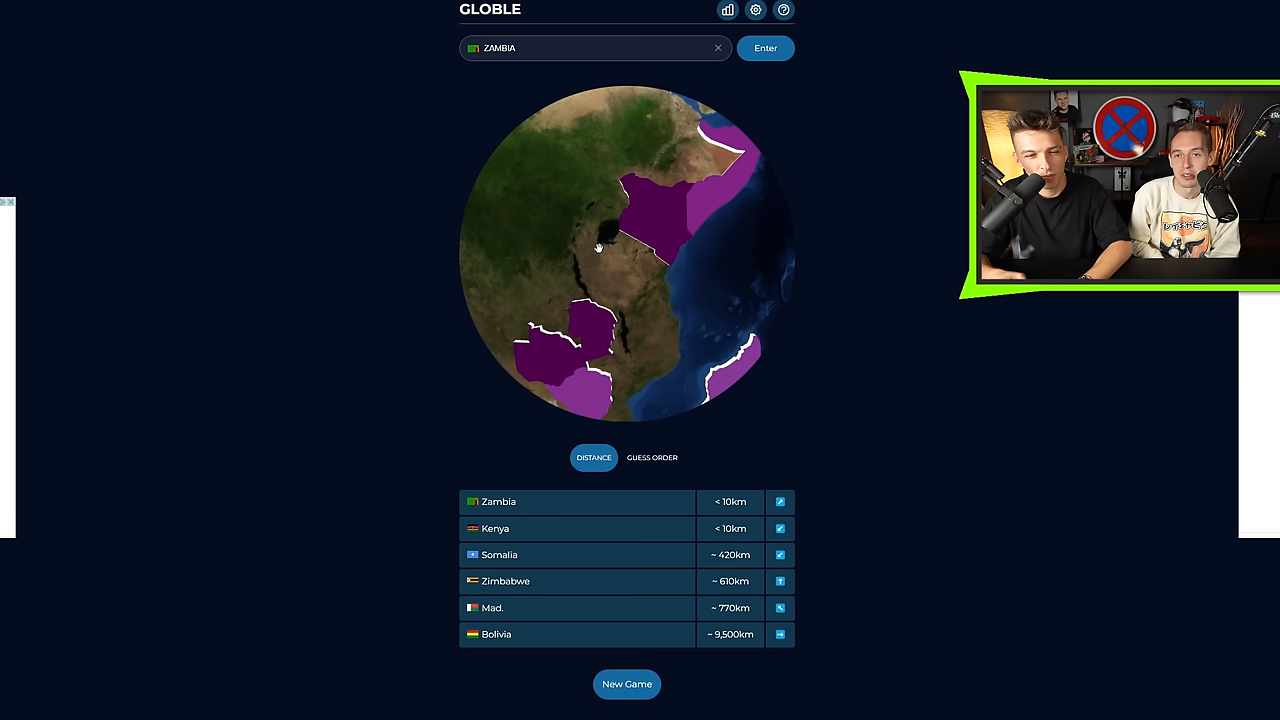 GLOBLE
ZAMBIA
Enter
DISTANCE
GUESS ORDER
Zambia < 10km
Kenya < 10km
Somalia ~ 420km
Zimbabwe ~ 610km
Mad. ~ 770km
Bolivia ~ 9,500km
New Game